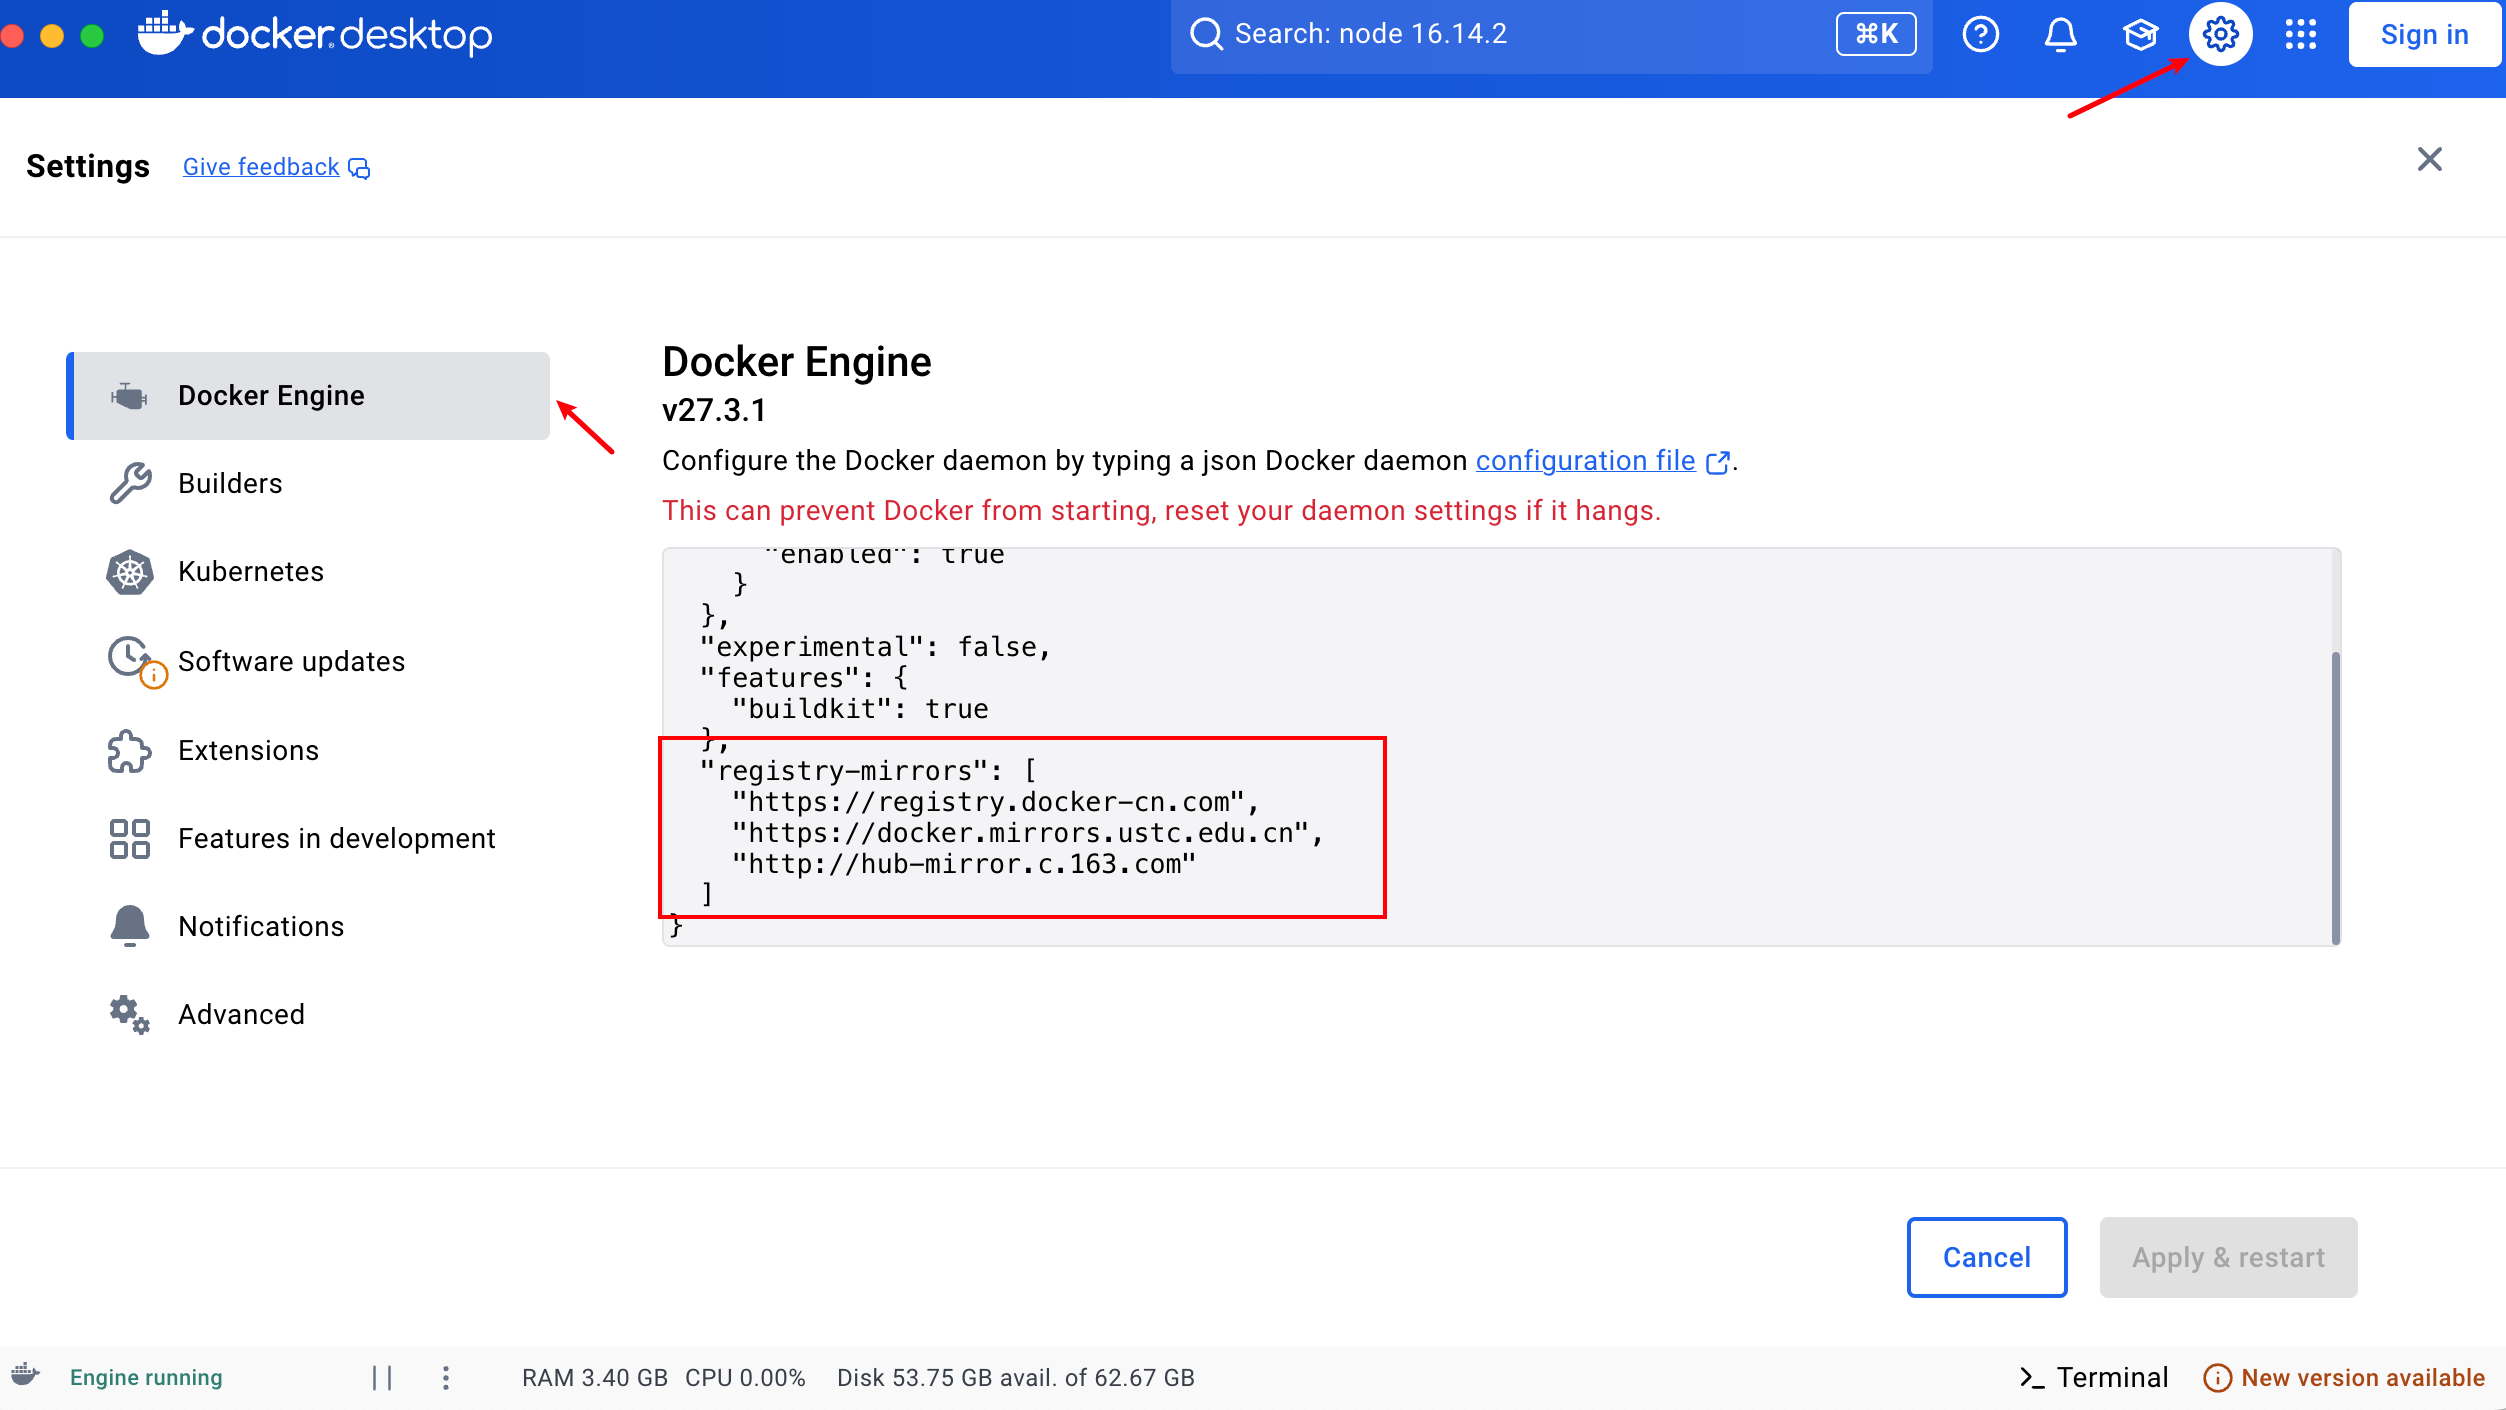 docker desktop
Search: node 16.14.2
⌘K
Sign in
Settings
Give feedback
Docker Engine
Builders
Kubernetes
Software updates
Extensions
Features in development
Notifications
Advanced
Docker Engine
v27.3.1
Configure the Docker daemon by typing a json Docker daemon configuration file.
This can prevent Docker from starting, reset your daemon settings if it hangs.
"enabled": true
}
},
"experimental": false,
"features": {
"buildkit": true
},
"registry-mirrors": [
"https://registry.docker-cn.com",
"https://docker.mirrors.ustc.edu.cn",
"http://hub-mirror.c.163.com"
]
}
Cancel
Apply & restart
Engine running
RAM 3.40 GB CPU 0.00% Disk 53.75 GB avail. of 62.67 GB
>_ Terminal
New version available